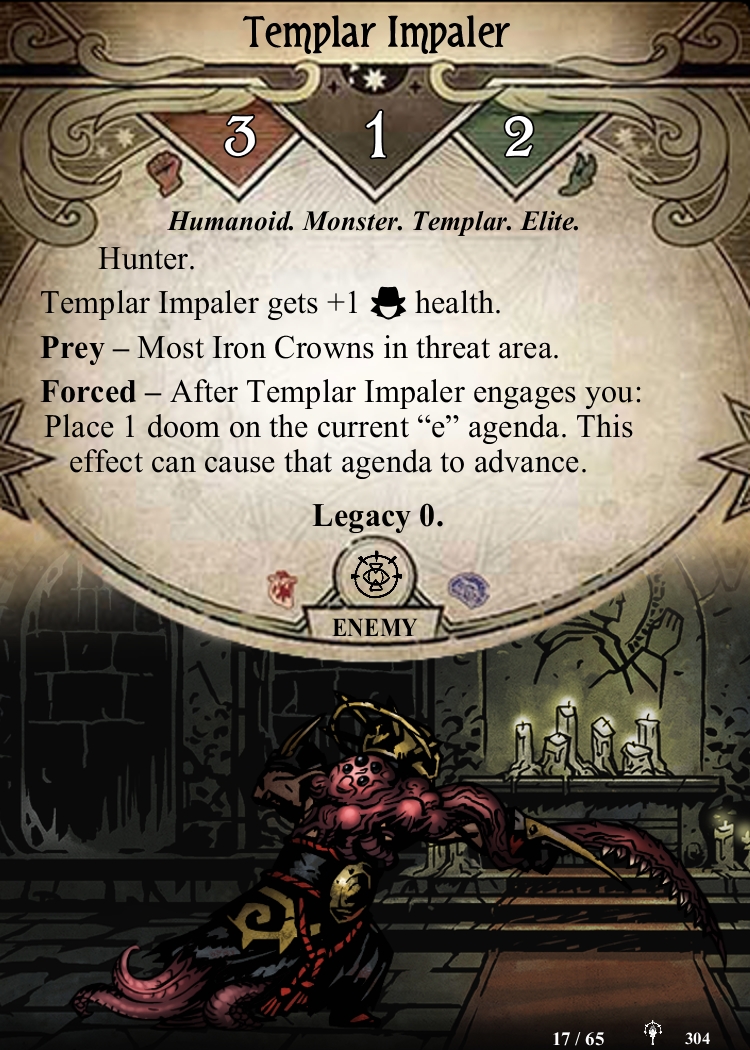 Templar Impaler
3 1 2
Humanoid. Monster. Templar. Elite.
Hunter.
Templar Impaler gets +1 health.
Prey – Most Iron Crowns in threat area.
Forced – After Templar Impaler engages you:
Place 1 doom on the current “e” agenda. This
effect can cause that agenda to advance.
Legacy 0.
ENEMY
17 / 65 304